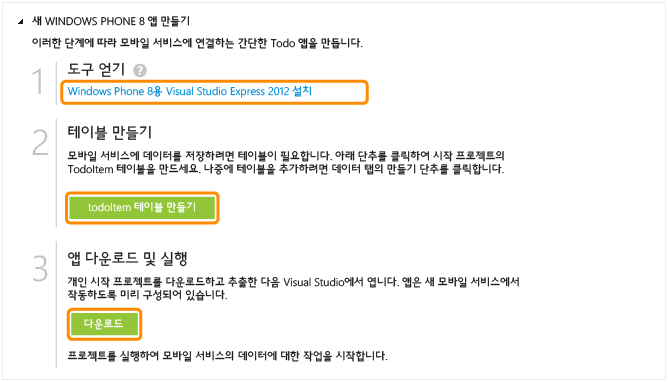 새 WINDOWS PHONE 8 앱 만들기
이러한 단계에 따라 모바일 서비스에 연결하는 간단한 Todo 앱을 만듭니다.
1 도구 얻기 ?
Windows Phone 8용 Visual Studio Express 2012 설치
2 테이블 만들기
모바일 서비스에 데이터를 저장하려면 테이블이 필요합니다. 아래 단추를 클릭하여 시작 프로젝트의
TodoItem 테이블을 만드세요. 나중에 테이블을 추가하려면 데이터 탭의 만들기 단추를 클릭합니다.
todoItem 테이블 만들기
3 앱 다운로드 및 실행
개인 시작 프로젝트를 다운로드하고 추출한 다음 Visual Studio에서 엽니다. 앱은 새 모바일 서비스에서
작동하도록 미리 구성되어 있습니다.
다운로드
프로젝트를 실행하여 모바일 서비스의 데이터에 대한 작업을 시작합니다.